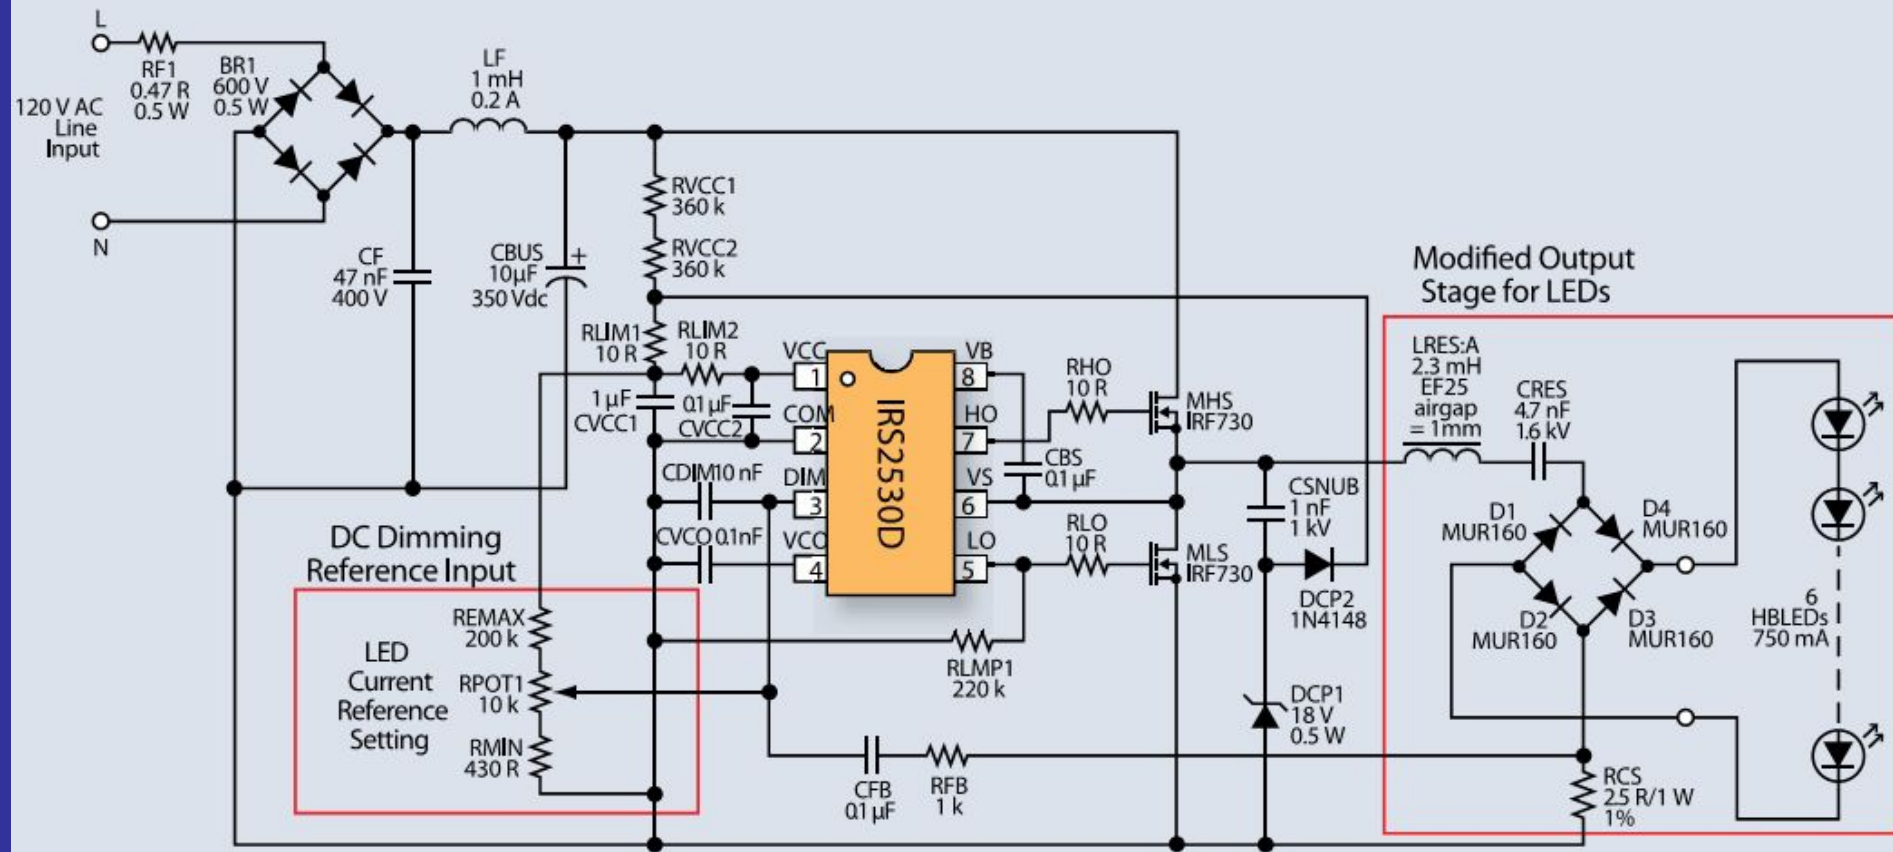 L
RF1
0.47 R
0.5 W
BR1
600 V
0.5 W
120 V AC
Line
Input
N
LF
1 mH
0.2 A
CF
47 nF
400 V
CBUS
10µF
350 Vdc
+
RVCC1
360 k
RVCC2
360 k
RLIM1
10 R
RLIM2
10 R
1 µF
CVCC1
0.1 µF
CVCC2
CDIM10 nF
CVCO 0.1nF
VCC
1
COM
2
DIM
3
VCO
4
IRS2530D
VB
8
HO
7
VS
6
LO
5
RHO
10 R
CBS
0.1 µF
RLO
10 R
MHS
IRF730
MLS
IRF730
CSNUB
1 nF
1 kV
DCP2
1N4148
DCP1
18 V
0.5 W
RLMP1
220 k
CFB
0.1 µF
RFB
1 k
DC Dimming
Reference Input
LED
Current
Reference
Setting
REMAX
200 k
RPOT1
10 k
RMIN
430 R
Modified Output
Stage for LEDs
LRES:A
2.3 mH
EF25
airgap
= 1mm
CRES
4.7 nF
1.6 kV
D1
MUR160
D4
MUR160
D2
MUR160
D3
MUR160
6
HBLEDs
750 mA
RCS
2.5 R/1 W
1%